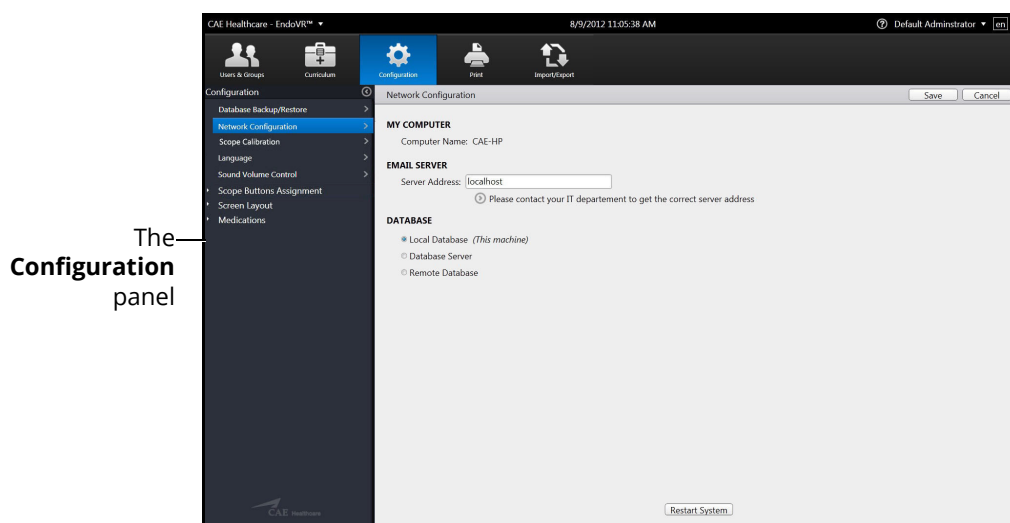 CAE Healthcare - EndoVR™
8/9/2012 11:05:38 AM
Default Adminstrator
en
Users & Groups
Curriculum
Configuration
Print
Import/Export
Configuration
Database Backup/Restore
Network Configuration
Scope Calibration
Language
Sound Volume Control
Scope Buttons Assignment
Screen Layout
Medications
Network Configuration
Save
Cancel
MY COMPUTER
Computer Name: CAE-HP
EMAIL SERVER
Server Address: localhost
Please contact your IT departement to get the correct server address
DATABASE
Local Database (This machine)
Database Server
Remote Database
Restart System
CAE Healthcare
The
Configuration
panel